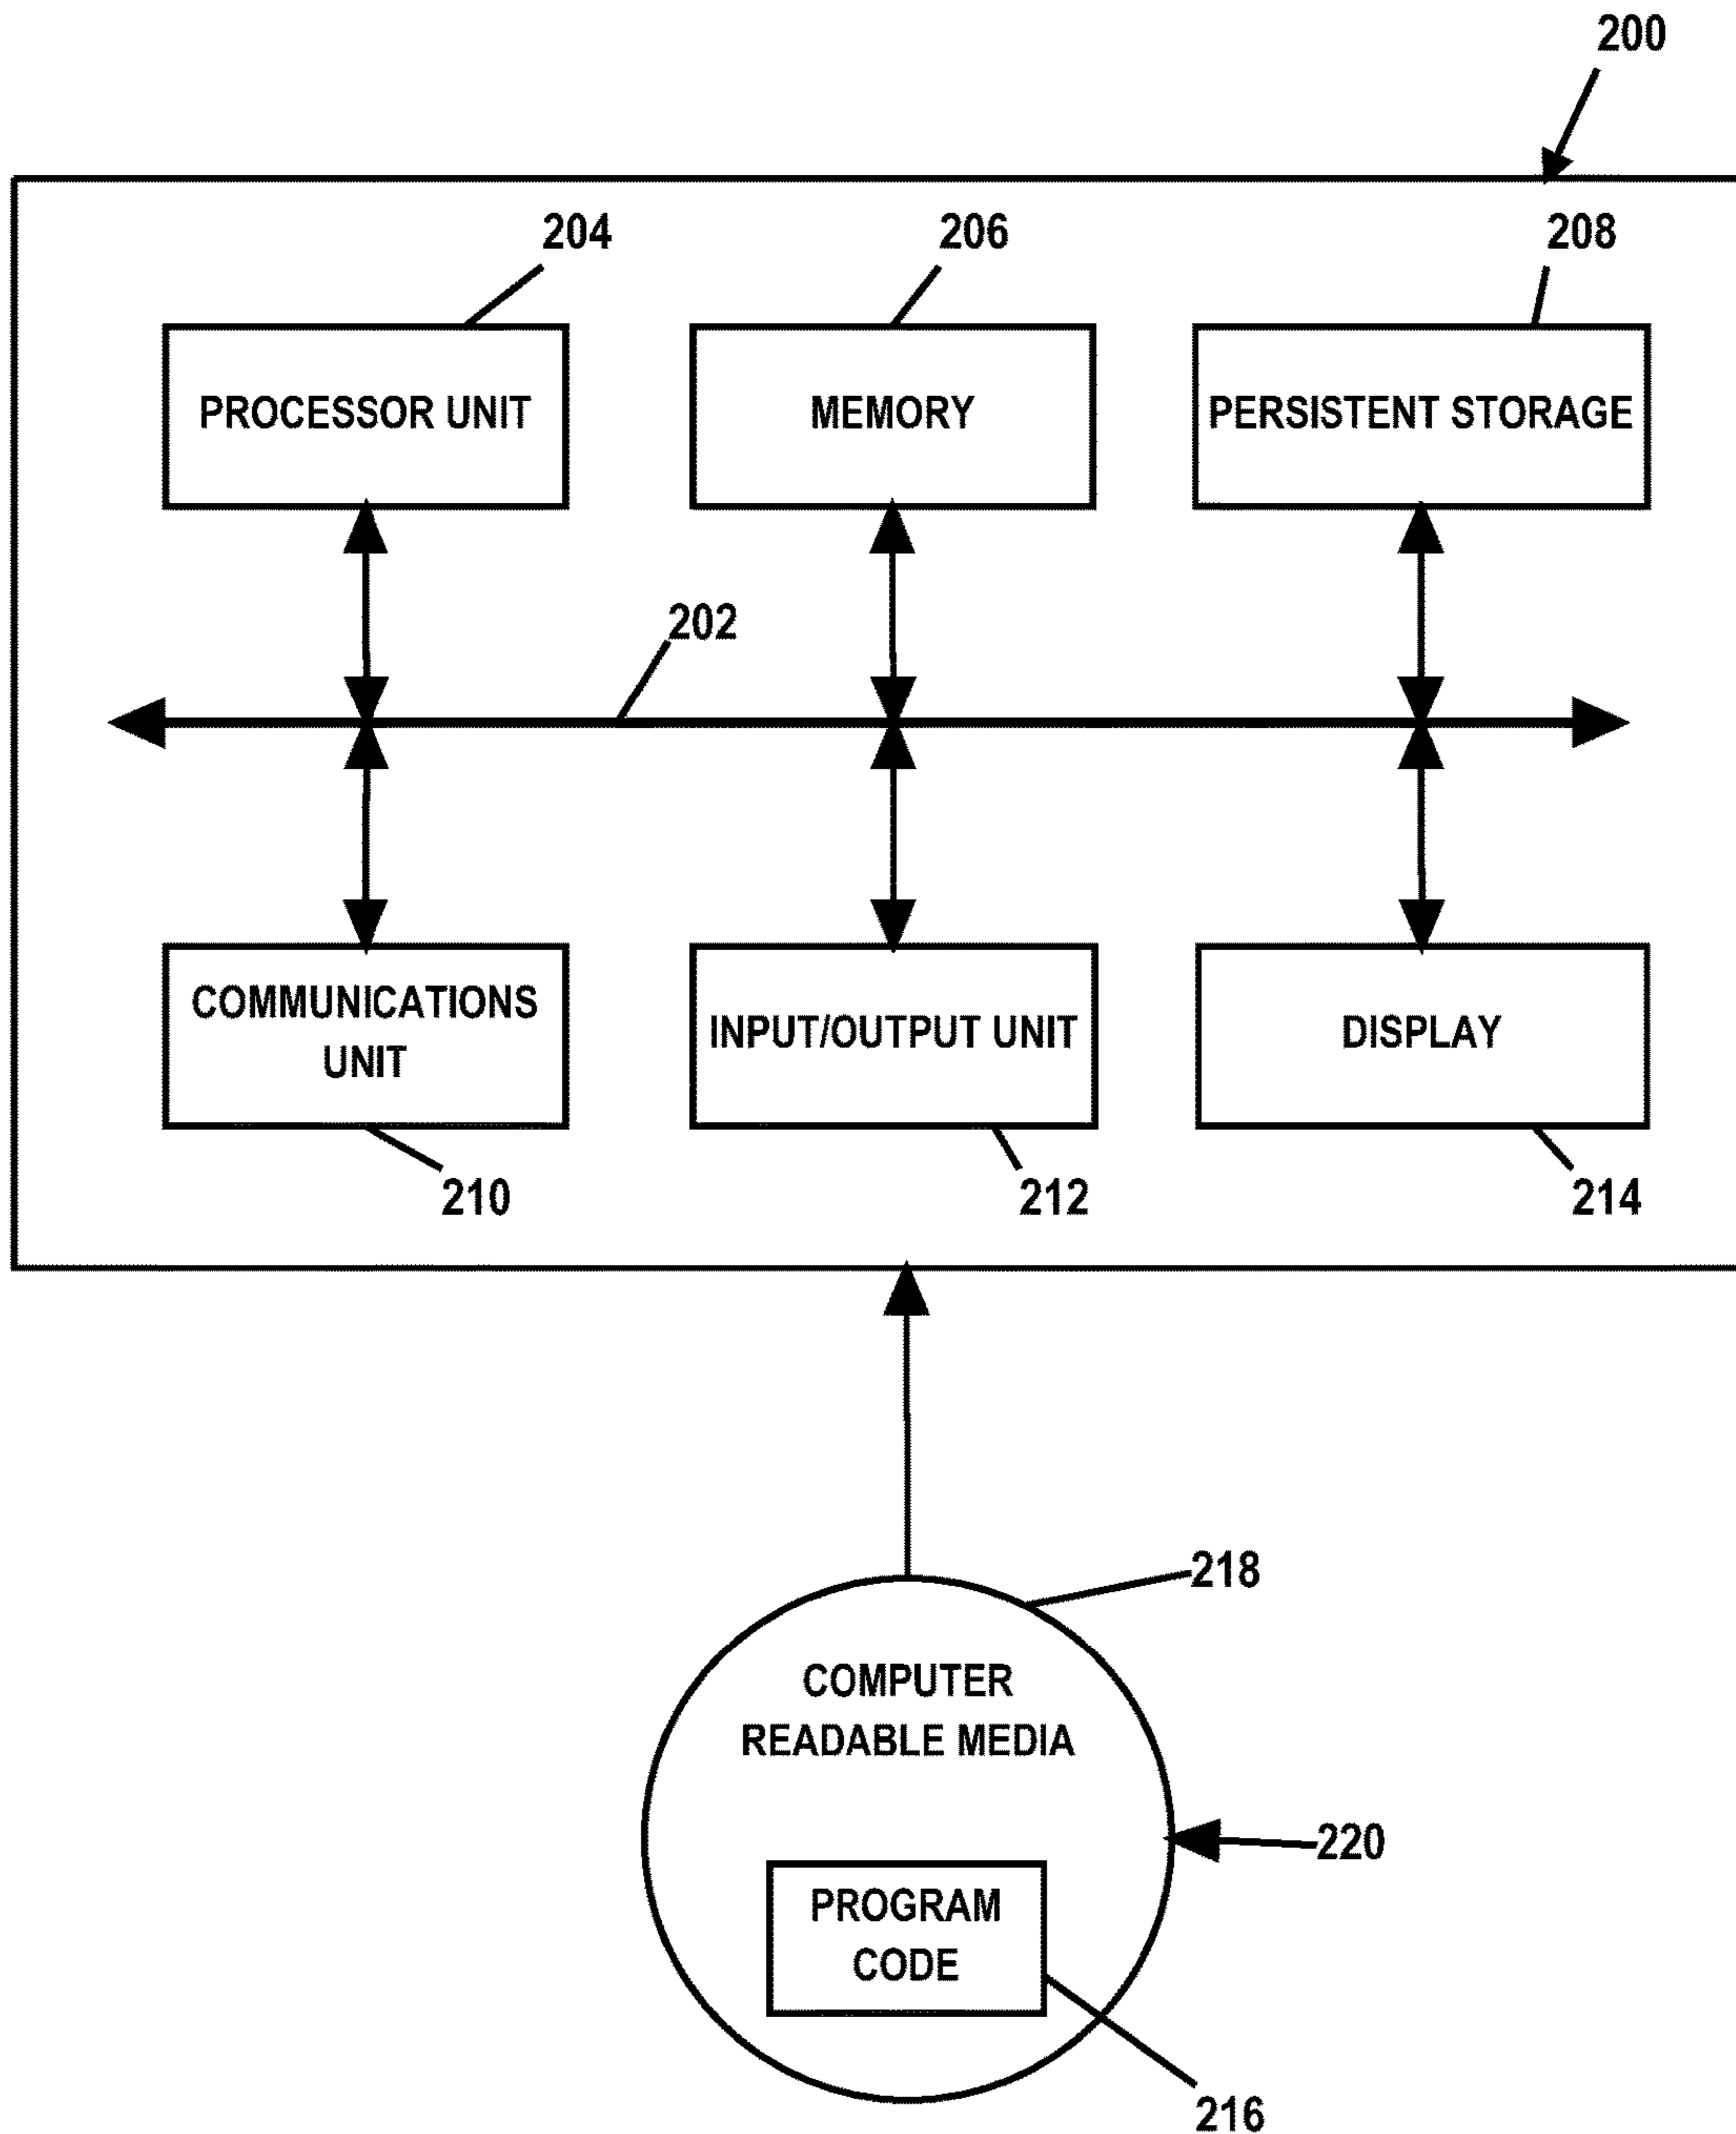 200
204
206
208
PROCESSOR UNIT
MEMORY
PERSISTENT STORAGE
202
COMMUNICATIONS
UNIT
INPUT/OUTPUT UNIT
DISPLAY
210
212
214
218
COMPUTER
READABLE MEDIA
220
PROGRAM
CODE
216